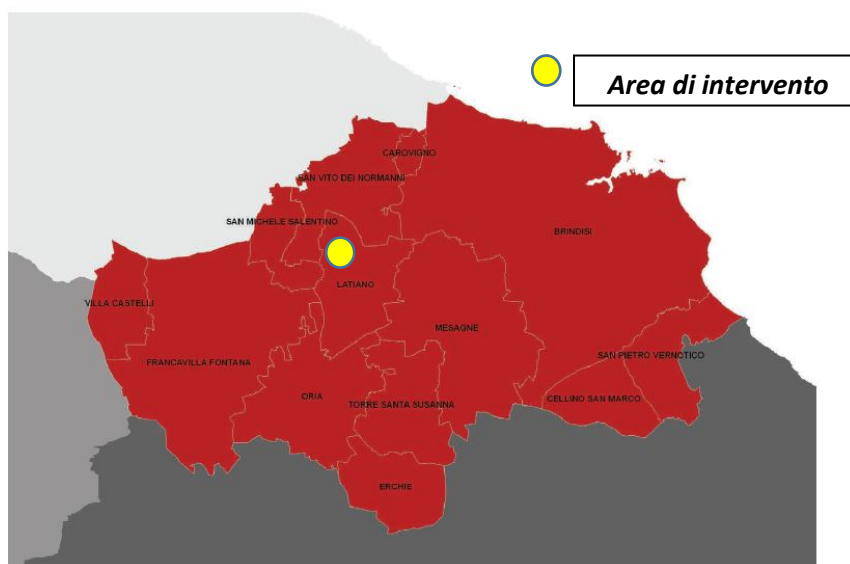 Area di intervento
CAROVIGNO
SAN VITO DEI NORMANNI
SAN MICHELE SALENTINO
BRINDISI
LATIANO
VILLA CASTELLI
MESAGNE
FRANCAVILLA FONTANA
SAN PIETRO VERNOTICO
ORIA
TORRE SANTA SUSANNA
CELLINO SAN MARCO
ERCHIE